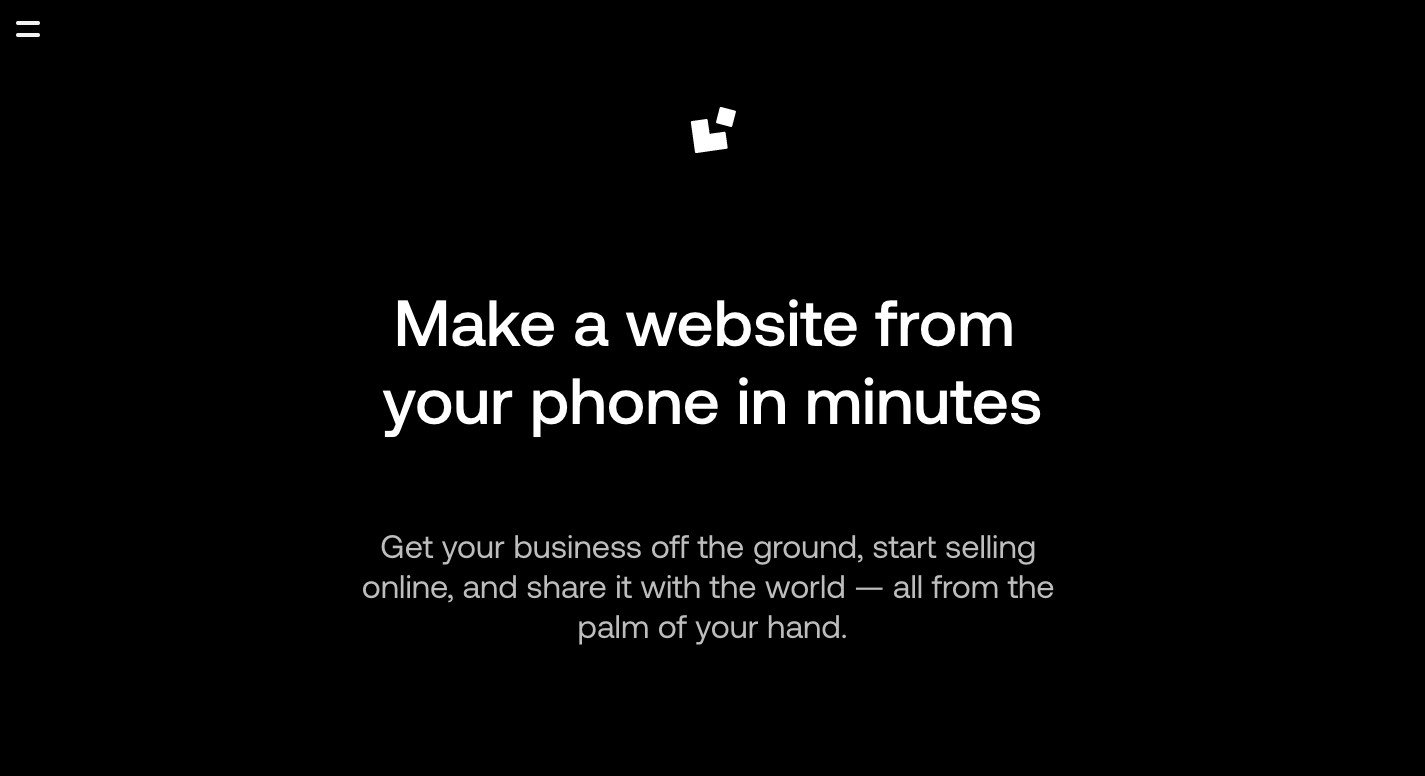 Make a website from
your phone in minutes
Get your business off the ground, start selling
online, and share it with the world — all from the
palm of your hand.